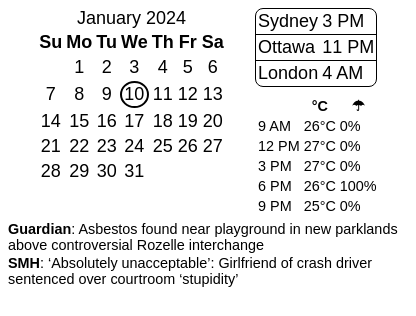 January 2024
Su Mo Tu We Th Fr Sa
1 2 3 4 5 6
7 8 9 10 11 12 13
14 15 16 17 18 19 20
21 22 23 24 25 26 27
28 29 30 31
Sydney 3 PM
Ottawa 11 PM
London 4 AM
°C ☂
9 AM 26°C 0%
12 PM 27°C 0%
3 PM 27°C 0%
6 PM 26°C 100%
9 PM 25°C 0%
Guardian: Asbestos found near playground in new parklands
above controversial Rozelle interchange
SMH: ‘Absolutely unacceptable’: Girlfriend of crash driver
sentenced over courtroom ‘stupidity’